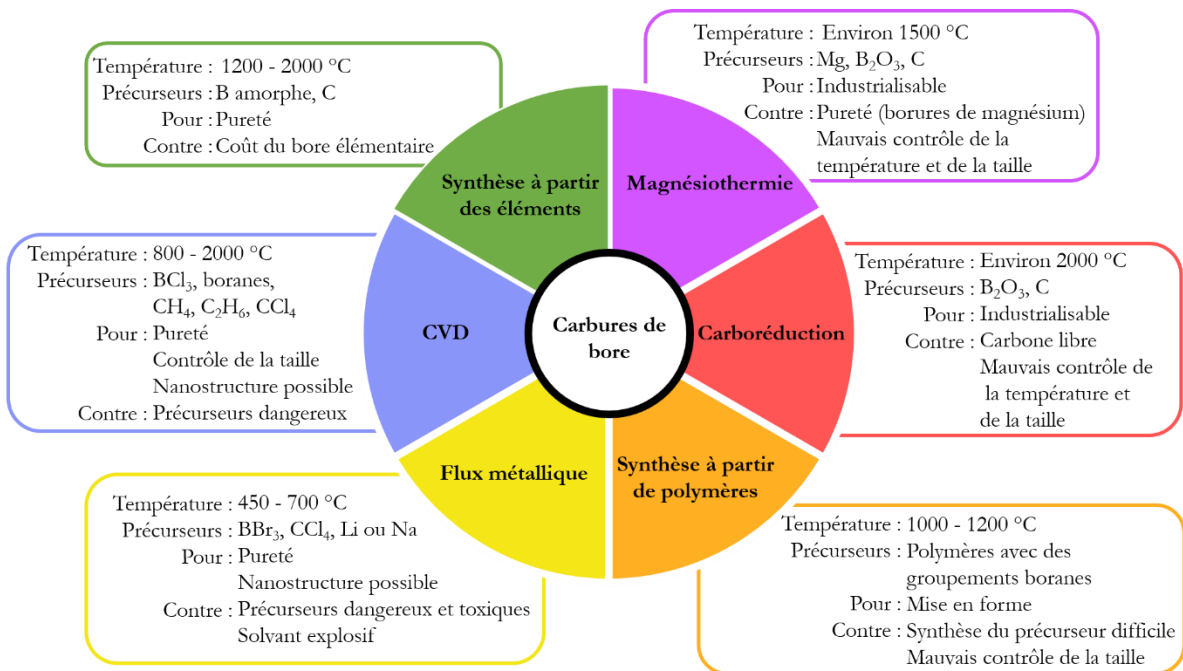 Température : 1200 - 2000 °C
Précurseurs : B amorphe, C
Pour : Pureté
Contre : Coût du bore élémentaire
Température : Environ 1500 °C
Précurseurs : Mg, B₂O₃, C
Pour : Industrialisable
Contre : Pureté (borures de magnésium)
Mauvais contrôle de la
température et de la taille
Synthèse à partir
des éléments
Magnésiothermie
Température : 800 - 2000 °C
Précurseurs : BCl₃, boranes,
CH₄, C₂H₆, CCl₄
Pour : Pureté
Contrôle de la taille
Nanostructure possible
Contre : Précurseurs dangereux
CVD
Carbures de
bore
Carboréduction
Température : Environ 2000 °C
Précurseurs : B₂O₃, C
Pour : Industrialisable
Contre : Carbone libre
Mauvais contrôle de
la température et
de la taille
Flux métallique
Synthèse à partir
de polymères
Température : 450 - 700 °C
Précurseurs : BBr₃, CCl₄, Li ou Na
Pour : Pureté
Nanostructure possible
Contre : Précurseurs dangereux et toxiques
Solvant explosif
Température : 1000 - 1200 °C
Précurseurs : Polymères avec des
groupements boranes
Pour : Mise en forme
Contre : Synthèse du précurseur difficile
Mauvais contrôle de la taille